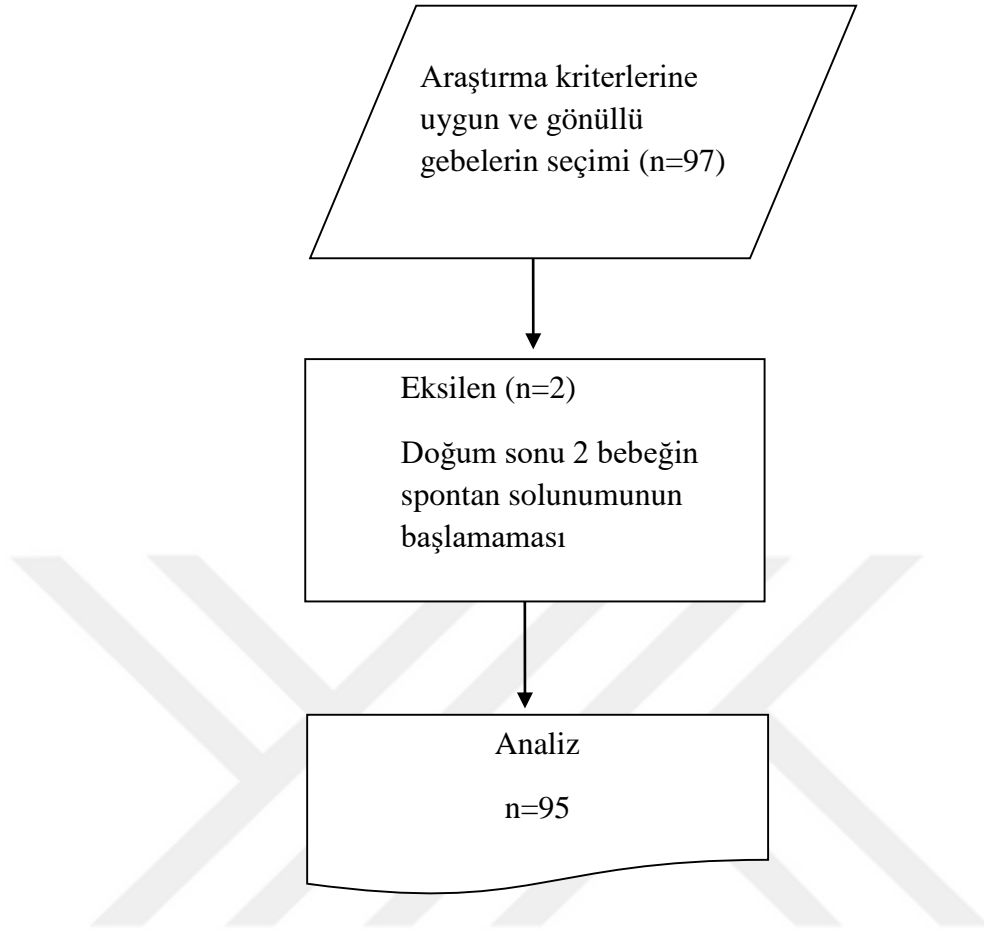 Araştırma kriterlerine
uygun ve gönüllü
gebelerin seçimi (n=97)
Eksilen (n=2)
Doğum sonu 2 bebeğin
spontan solunumunun
başlamaması
Analiz
n=95